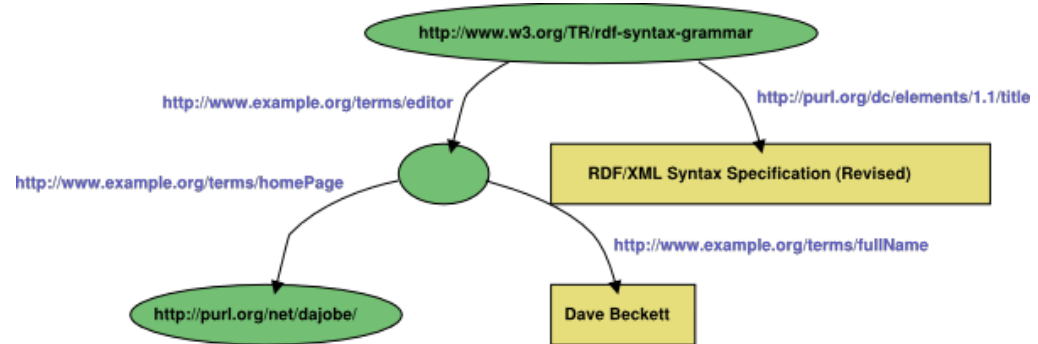 http://www.w3.org/TR/rdf-syntax-grammar
http://www.example.org/terms/editor
http://purl.org/dc/elements/1.1/title
RDF/XML Syntax Specification (Revised)
http://www.example.org/terms/homePage
http://www.example.org/terms/fullName
http://purl.org/net/dajobe/
Dave Beckett